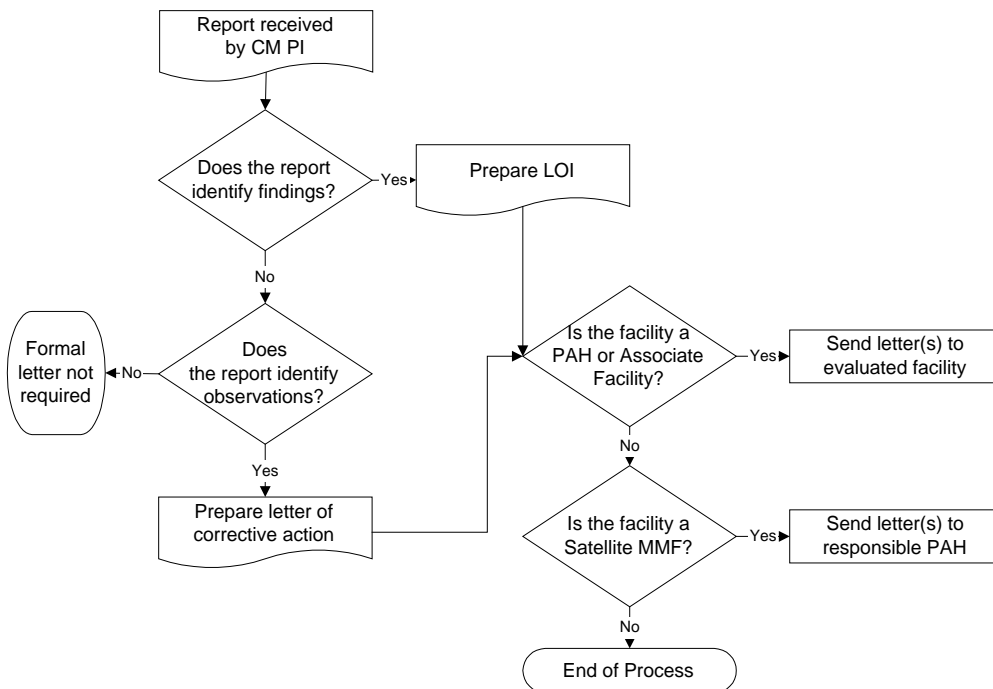 Report received
by CM PI
Does the report
identify findings?
Yes
Prepare LOI
No
Does
the report identify
observations?
No
Formal
letter not
required
Yes
Prepare letter of
corrective action
Is the facility a
PAH or Associate
Facility?
Yes
Send letter(s) to
evaluated facility
No
Is the facility a
Satellite MMF?
Yes
Send letter(s) to
responsible PAH
No
End of Process